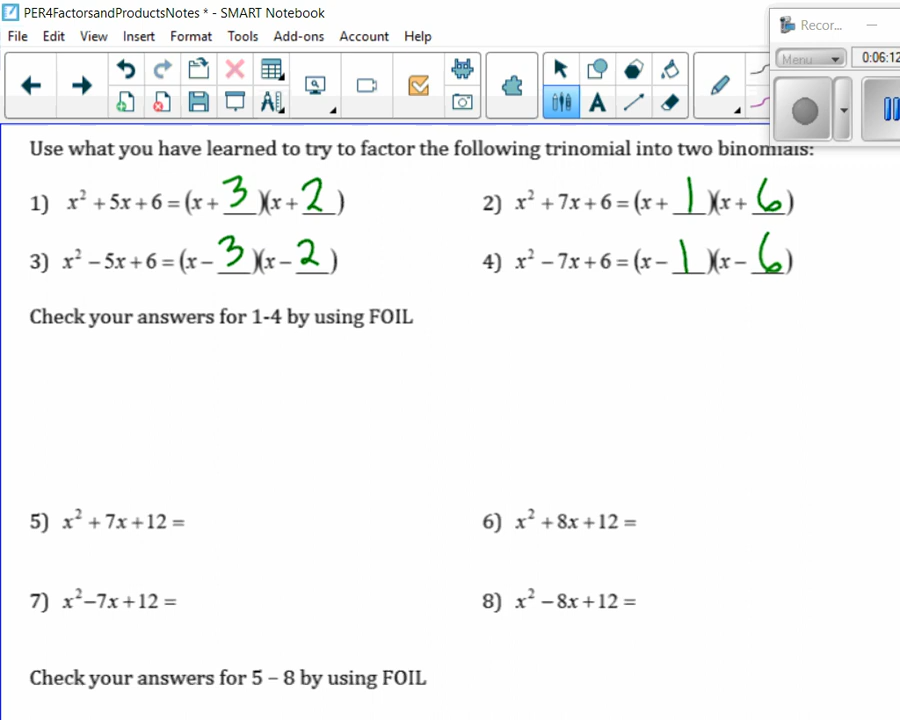 PER4FactorsandProductsNotes * - SMART Notebook
Recor...
File Edit View Insert Format Tools Add-ons Account Help
Menu 0:06:12
Use what you have learned to try to factor the following trinomial into two binomials:
1) x² + 5x + 6 = (x + 3)(x + 2)
2) x² + 7x + 6 = (x + 1)(x + 6)
3) x² − 5x + 6 = (x − 3)(x − 2)
4) x² − 7x + 6 = (x − 1)(x − 6)
Check your answers for 1-4 by using FOIL
5) x² + 7x + 12 =
6) x² + 8x + 12 =
7) x² − 7x + 12 =
8) x² − 8x + 12 =
Check your answers for 5 – 8 by using FOIL